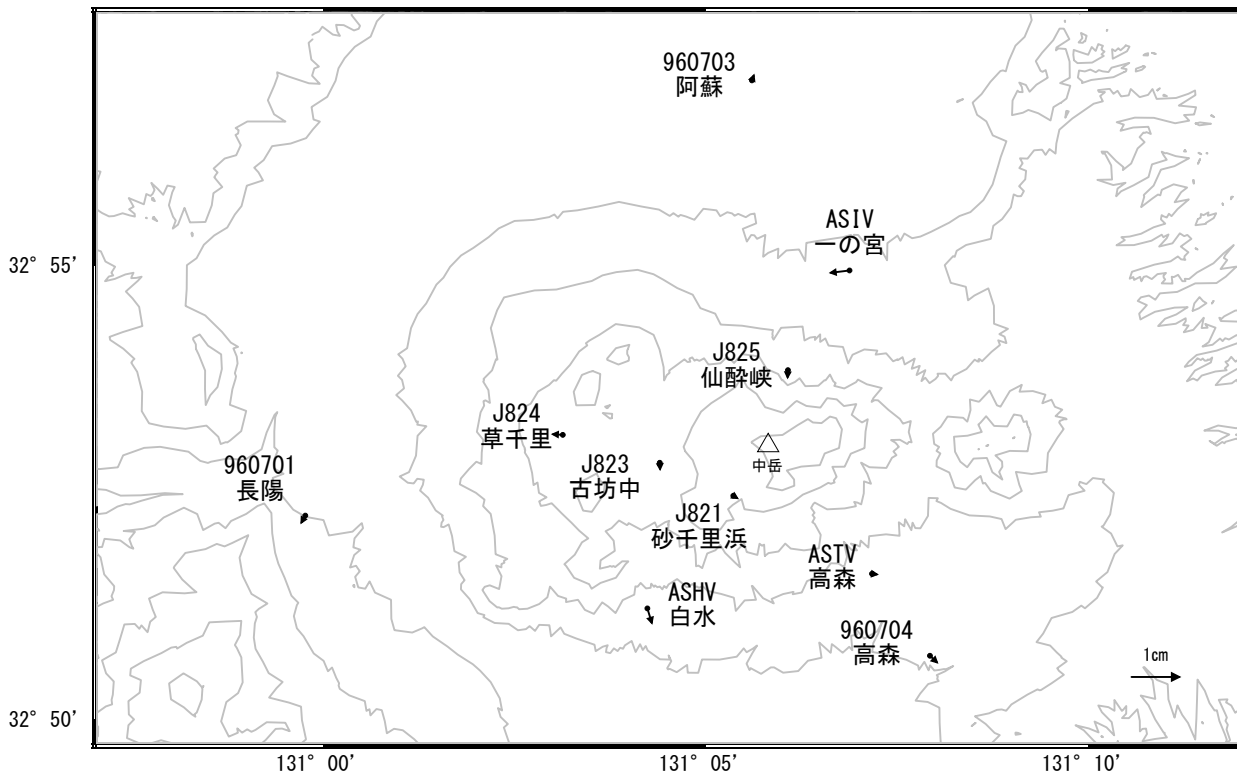 960703
阿蘇
ASIV
一の宮
32° 55'
J825
仙酔峡
J824
草千里
中岳
960701
長陽
J823
古坊中
J821
砂千里浜
ASTV
高森
ASHV
白水
960704
高森
1cm
32° 50'
131° 00'
131° 05'
131° 10'